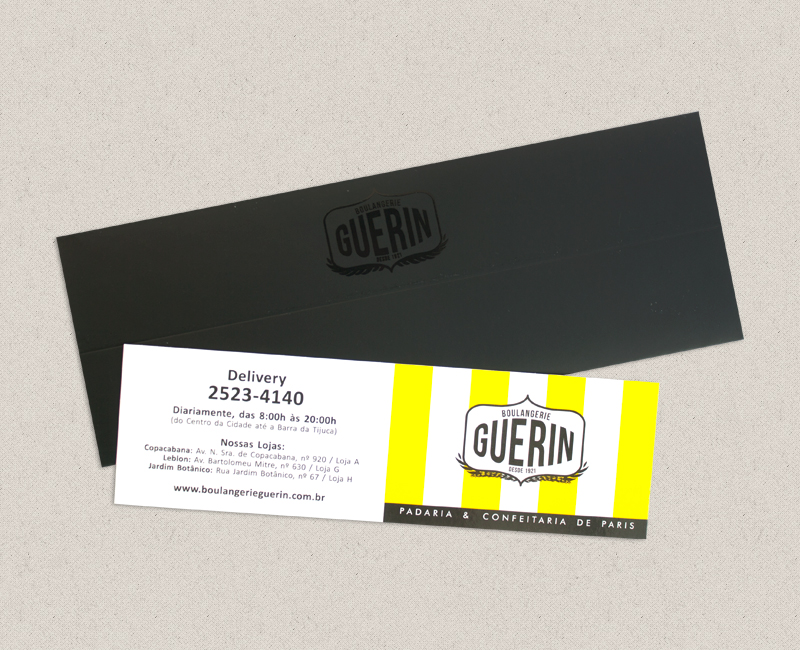 BOULANGERIE
GUERIN
DESDE 1921
Delivery
2523-4140
Diariamente, das 8:00h às 20:00h
(do Centro da Cidade até a Barra da Tijuca)
Nossas Lojas:
Copacabana: Av. N. Sra. de Copacabana, nº 920 / Loja A
Leblon: Av. Bartolomeu Mitre, nº 630 / Loja G
Jardim Botânico: Rua Jardim Botânico, nº 67 / Loja H
www.boulangerieguerin.com.br
BOULANGERIE
GUERIN
DESDE 1921
PADARIA & CONFEITARIA DE PARIS